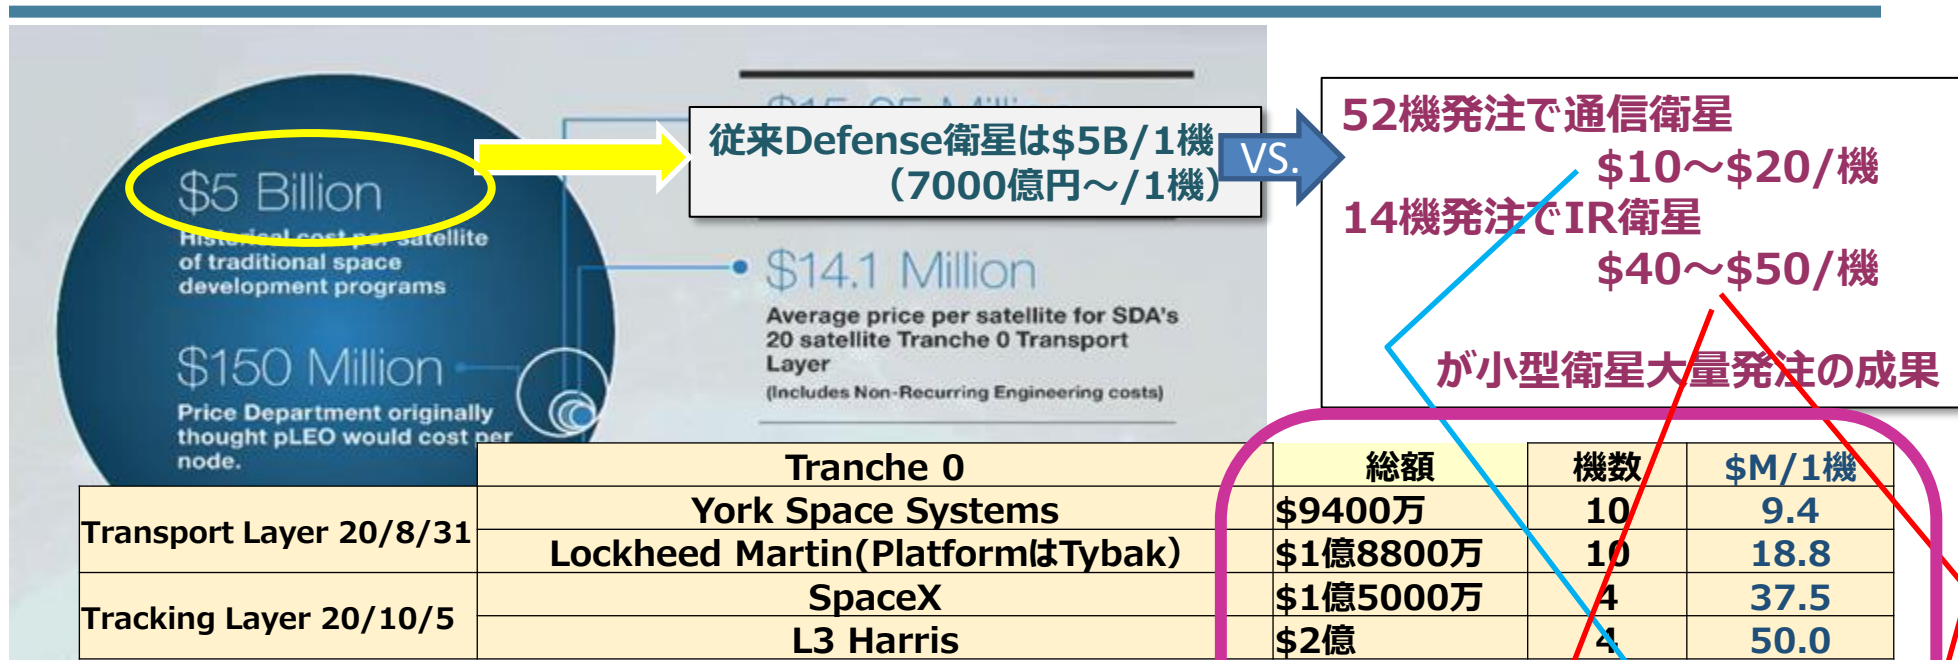 $5 Billion
Historical cost per satellite
of traditional space
development programs
$150 Million
Price Department originally
thought pLEO would cost per
node.
従来Defense衛星は$5B/1機
（7000億円～/1機）
VS.
$14.1 Million
Average price per satellite for SDA's
20 satellite Tranche 0 Transport
Layer
(Includes Non-Recurring Engineering costs)
52機発注で通信衛星
$10～$20/機
14機発注でIR衛星
$40～$50/機
が小型衛星大量発注の成果
Tranche 0 総額 機数 $M/1機
Transport Layer 20/8/31
York Space Systems $9400万 10 9.4
Lockheed Martin(PlatformはTybak） $1億8800万 10 18.8
Tracking Layer 20/10/5
SpaceX $1億5000万 4 37.5
L3 Harris $2億 4 50.0